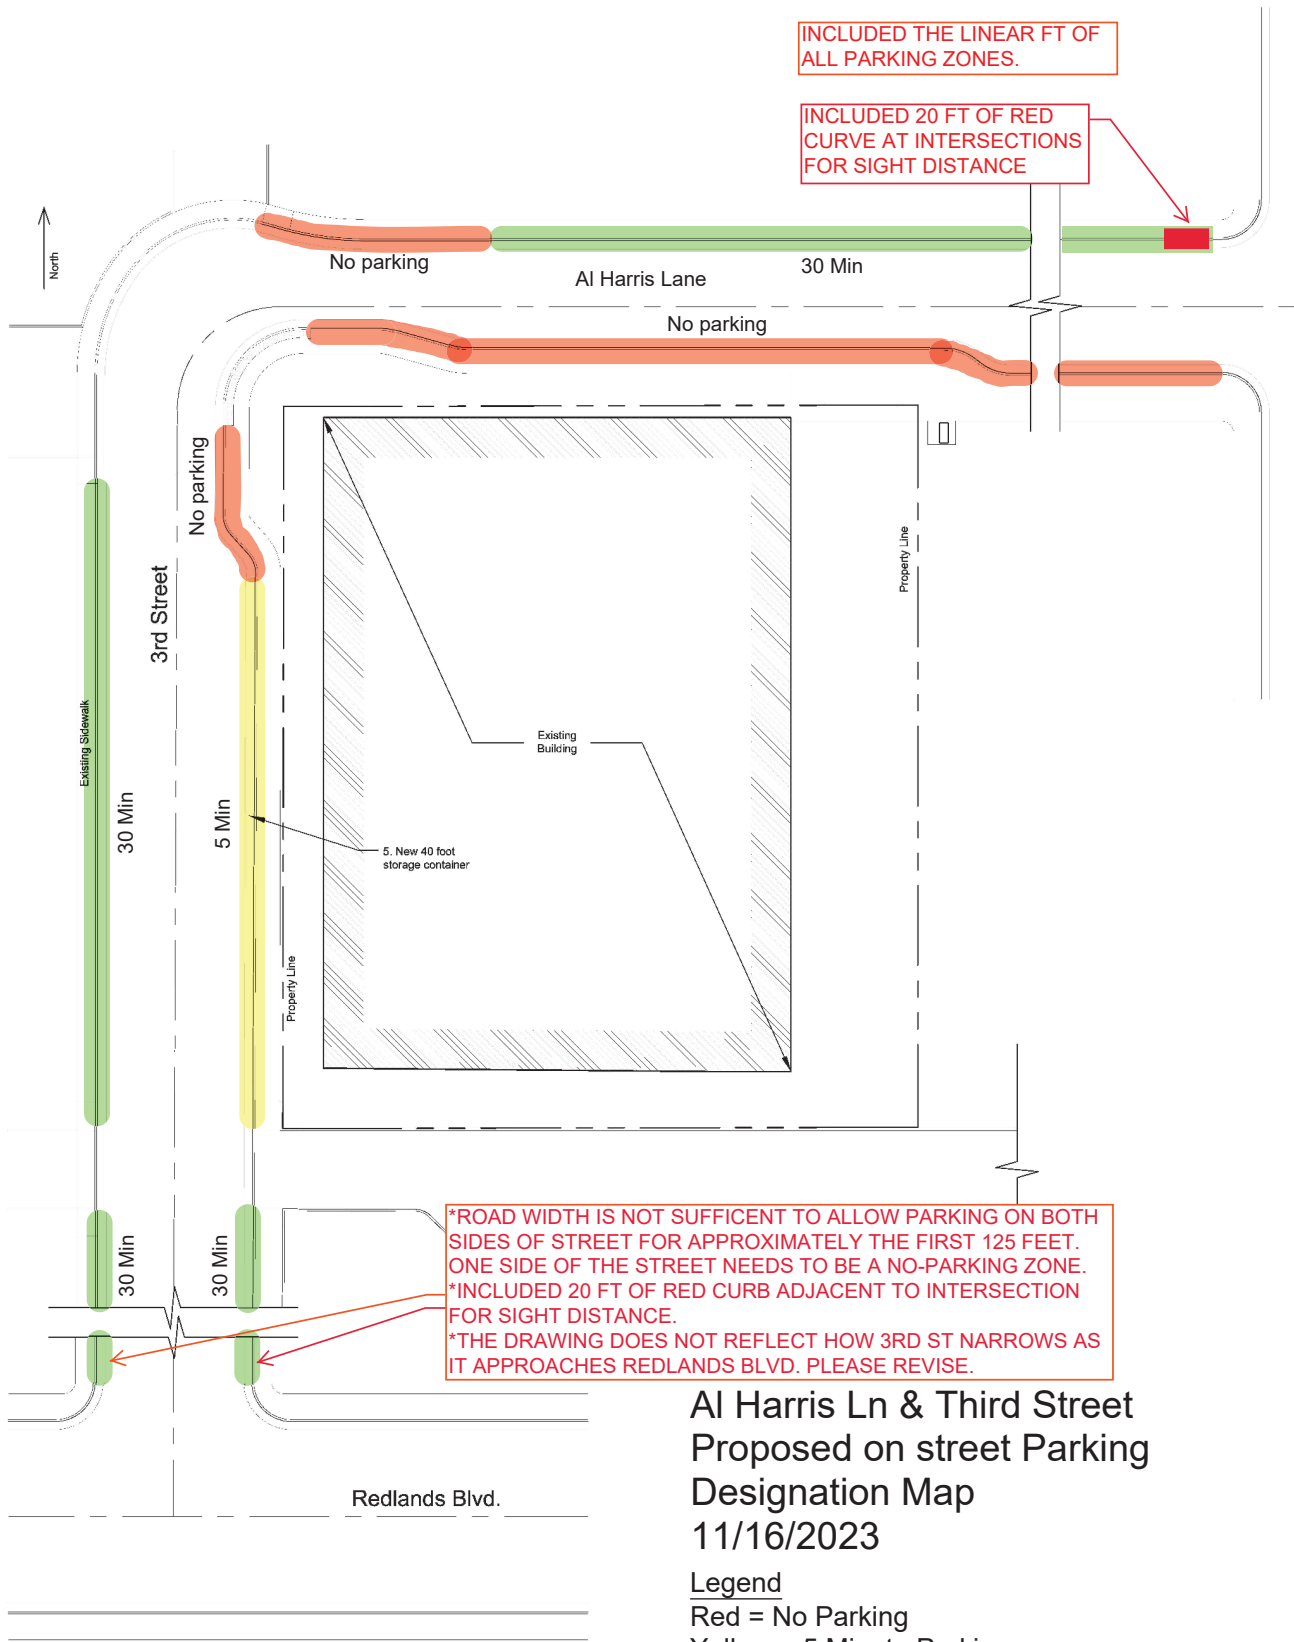 INCLUDED THE LINEAR FT OF
ALL PARKING ZONES.
INCLUDED 20 FT OF RED
CURVE AT INTERSECTIONS
FOR SIGHT DISTANCE
North
No parking
30 Min
Al Harris Lane
No parking
No parking
3rd Street
Property Line
Existing Sidewalk
Existing
Building
30 Min
5 Min
5. New 40 foot
storage container
Property Line
*ROAD WIDTH IS NOT SUFFICENT TO ALLOW PARKING ON BOTH
SIDES OF STREET FOR APPROXIMATELY THE FIRST 125 FEET.
ONE SIDE OF THE STREET NEEDS TO BE A NO-PARKING ZONE.
*INCLUDED 20 FT OF RED CURB ADJACENT TO INTERSECTION
FOR SIGHT DISTANCE.
*THE DRAWING DOES NOT REFLECT HOW 3RD ST NARROWS AS
IT APPROACHES REDLANDS BLVD. PLEASE REVISE.
30 Min
30 Min
Al Harris Ln & Third Street
Proposed on street Parking
Designation Map
11/16/2023
Redlands Blvd.
Legend
Red = No Parking